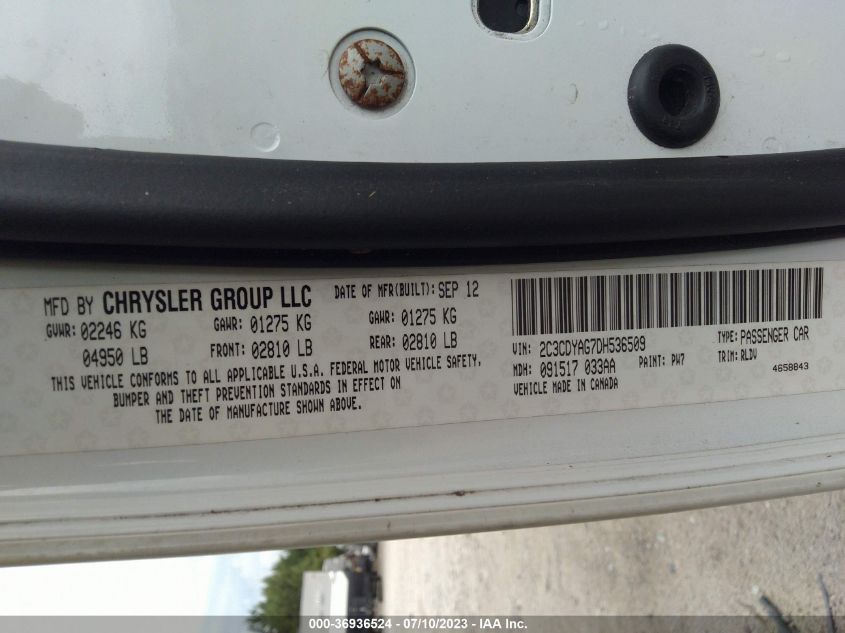 MFD BY CHRYSLER GROUP LLC DATE OF MFR(BUILT): SEP 12
GVWR: 02246 KG GAWR: 01275 KG GAWR: 01275 KG
04950 LB FRONT: 02810 LB REAR: 02810 LB
THIS VEHICLE CONFORMS TO ALL APPLICABLE U.S.A. FEDERAL MOTOR VEHICLE SAFETY,
BUMPER AND THEFT PREVENTION STANDARDS IN EFFECT ON
THE DATE OF MANUFACTURE SHOWN ABOVE.
VIN: 2C3CDYAG7DH536509 TYPE: PASSENGER CAR
MDH: 091517 033AA PAINT: PW7 TRIM: RLDV
VEHICLE MADE IN CANADA 4658843
000-36936524 / 07/10/2023 - IAA Inc.